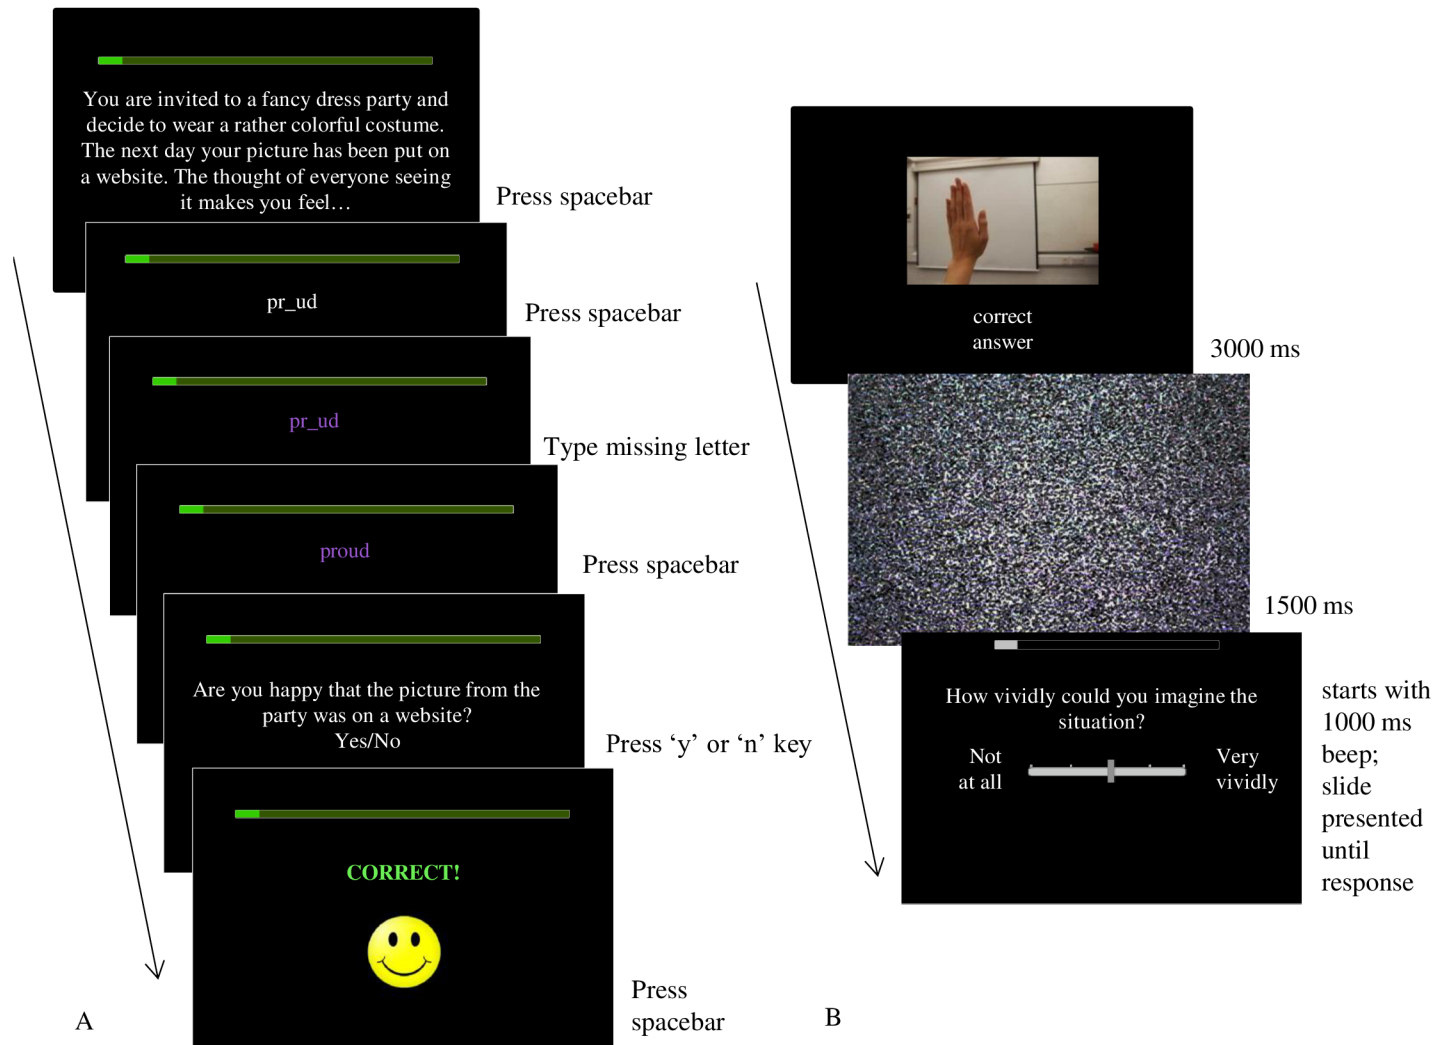 You are invited to a fancy dress party and
decide to wear a rather colorful costume.
The next day your picture has been put on
a website. The thought of everyone seeing
it makes you feel…
Press spacebar
pr_ud
Press spacebar
pr_ud
Type missing letter
proud
Press spacebar
Are you happy that the picture from the
party was on a website?
Yes/No
Press ‘y’ or ‘n’ key
CORRECT!
Press
spacebar
A
correct
answer
3000 ms
1500 ms
How vividly could you imagine the
situation?
Not
at all
Very
vividly
starts with
1000 ms
beep;
slide
presented
until
response
B